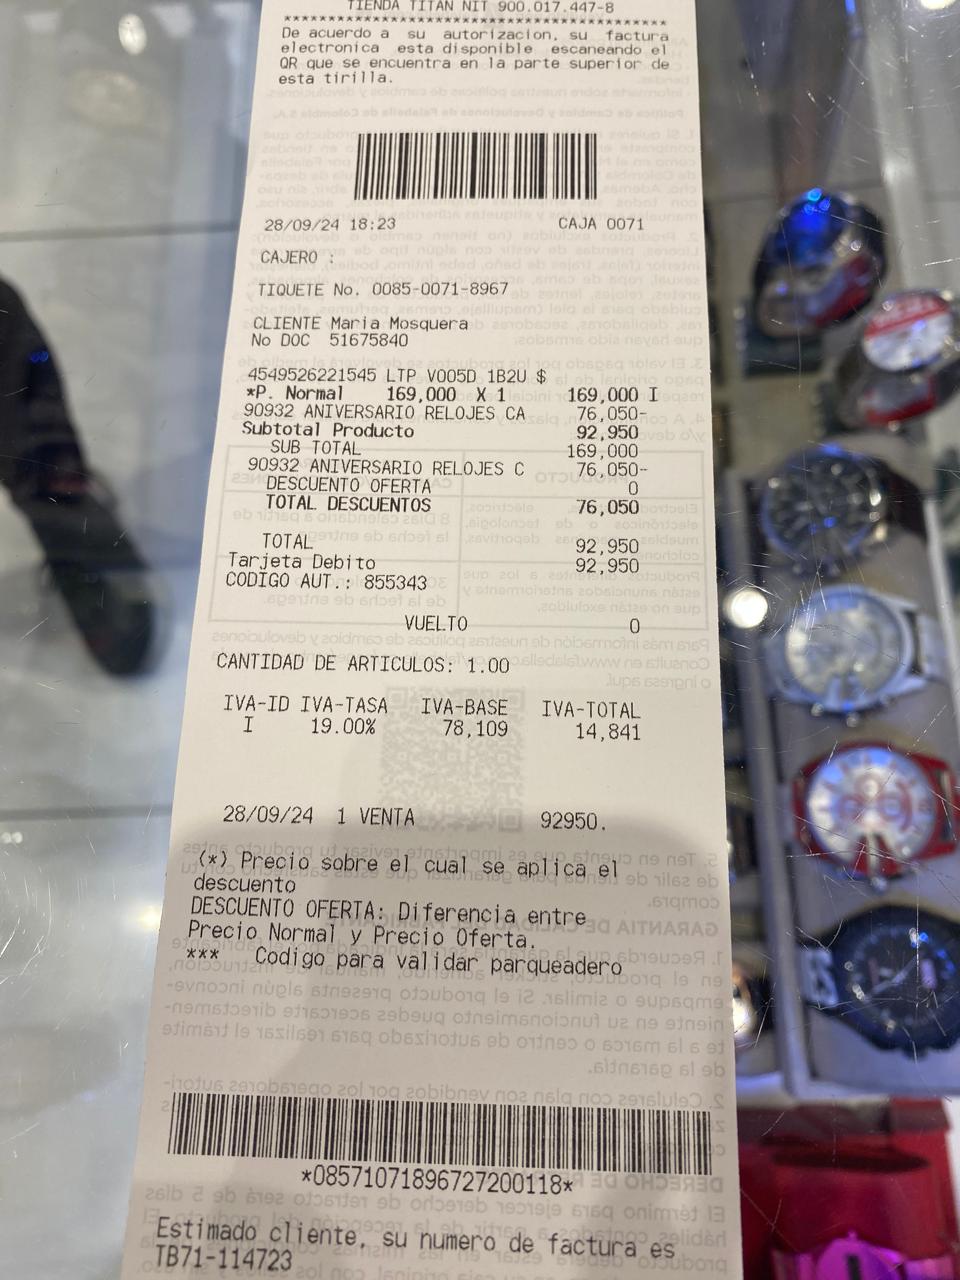 TIENDA TITAN NIT 900.017.447-8
****************************************
De acuerdo a su autorizacion, su factura
electronica esta disponible escaneando el
QR que se encuentra en la parte superior de
esta tirilla.
28/09/24 18:23 CAJA 0071
CAJERO :
TIQUETE No. 0085-0071-8967
CLIENTE Maria Mosquera
No DOC 51675840
4549526221545 LTP V005D 1B2U $
*P. Normal 169,000 X 1 169,000 I
90932 ANIVERSARIO RELOJES CA 76,050-
Subtotal Producto 92,950
SUB TOTAL 169,000
90932 ANIVERSARIO RELOJES C 76,050-
DESCUENTO OFERTA 0
TOTAL DESCUENTOS 76,050
TOTAL 92,950
Tarjeta Debito 92,950
CODIGO AUT.: 855343
VUELTO 0
CANTIDAD DE ARTICULOS: 1.00
IVA-ID IVA-TASA IVA-BASE IVA-TOTAL
I 19.00% 78,109 14,841
28/09/24 1 VENTA 92950.
(*) Precio sobre el cual se aplica el
descuento
DESCUENTO OFERTA: Diferencia entre
Precio Normal y Precio Oferta.
*** Codigo para validar parqueadero
*08571071896727200118*
Estimado cliente, su numero de factura es
TB71-114723